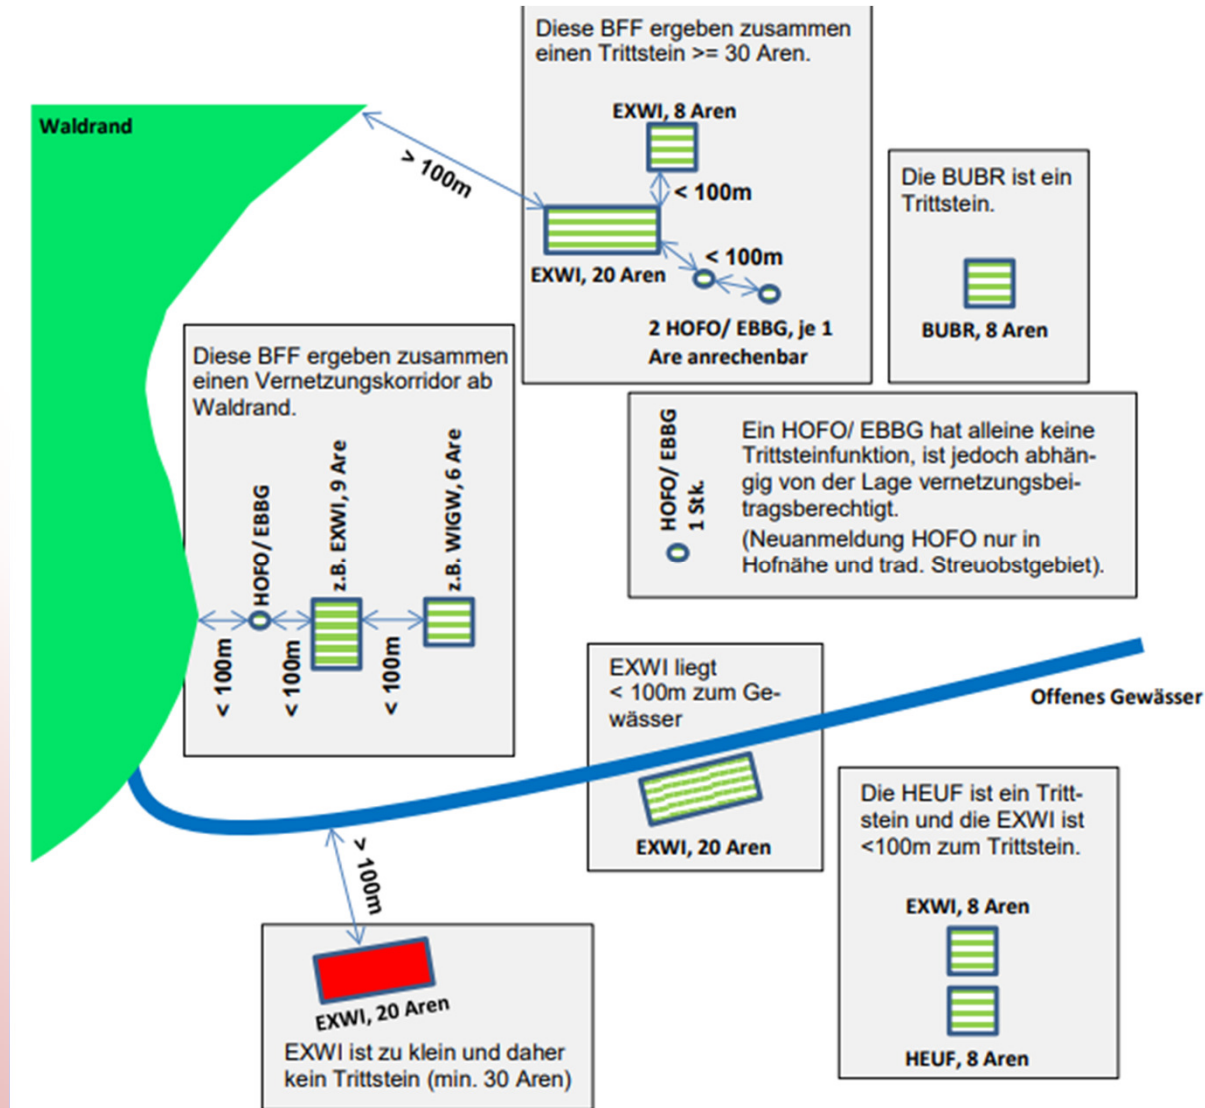 Diese BFF ergeben zusammen
einen Trittstein >= 30 Aren.
EXWI, 8 Aren
Waldrand
> 100m
< 100m
< 100m
EXWI, 20 Aren
2 HOFO/ EBBG, je 1
Are anrechenbar
Die BUBR ist ein
Trittstein.
BUBR, 8 Aren
Diese BFF ergeben zusammen
einen Vernetzungskorridor ab
Waldrand.
HOFO/ EBBG
z.B. EXWI, 9 Are
z.B. WIGW, 6 Are
< 100m
< 100m
< 100m
HOFO/ EBBG
1 Stk.
Ein HOFO/ EBBG hat alleine keine
Trittsteinfunktion, ist jedoch abhän-
gig von der Lage vernetzungsbei-
tragsberechtigt.
(Neuanmeldung HOFO nur in
Hofnähe und trad. Streuobstgebiet).
EXWI liegt
< 100m zum Ge-
wässer
EXWI, 20 Aren
Offenes Gewässer
Die HEUF ist ein Tritt-
stein und die EXWI ist
<100m zum Trittstein.
EXWI, 8 Aren
HEUF, 8 Aren
> 100m
EXWI, 20 Aren
EXWI ist zu klein und daher
kein Trittstein (min. 30 Aren)